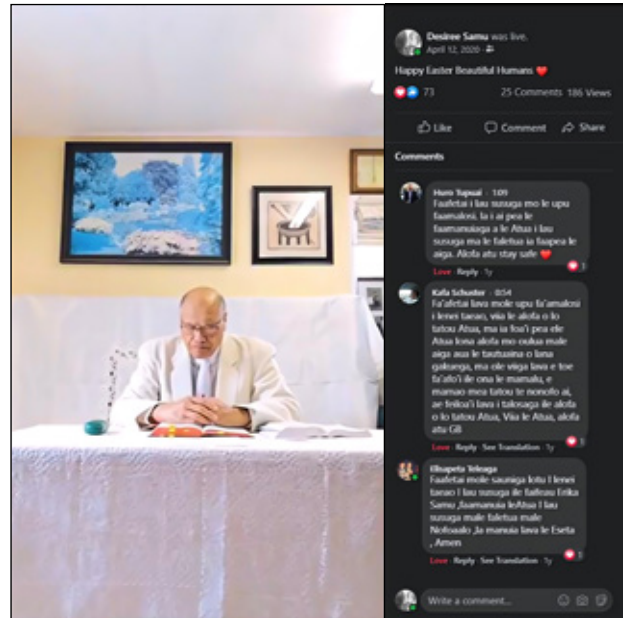 Desiree Samu was live.
April 12, 2020
Happy Easter Beautiful Humans
73
25 Comments 186 Views
Like
Comment
Share
Comments
Huro Tupuai · 1:09
Faafetai i lau susuga mo le upu
faamalosi, Ia i ai pea le
faamanuiaga a le Atua i lau
susuga ma le faletua ia faapea le
aiga. Alofa atu stay safe
3
Love · Reply · 1y
Kafa Schuster · 0:54
Fa'afetai lava mole upu fa'amalosi
i lenei taeao, viia le alofa o lo
tatou Atua, ma ia foa'i pea ele
Atua lona alofa mo oulua male
aiga aua le tautuaina o lana
galuega, ma ole viiga lava e toe
fa'afo'i ile ona le mamalu, e
mamao mea tatou te nonofo ai,
ae feiloa'i lava i talosaga ile alofa
o lo tatou Atua, Viia le Atua, alofa
atu GB
Love · Reply · See Translation · 1y
Elisapeta Teleaga
Faafetai mole sauniga lotu I lenei
taeao I lau susuga ile faifeau Erika
Samu ,faamanuia leAtua I lau
susuga male faletua male
Nofoaalo ,Ia manuia lava le Eseta
, Amen
Love · Reply · See Translation · 1y
Write a comment...